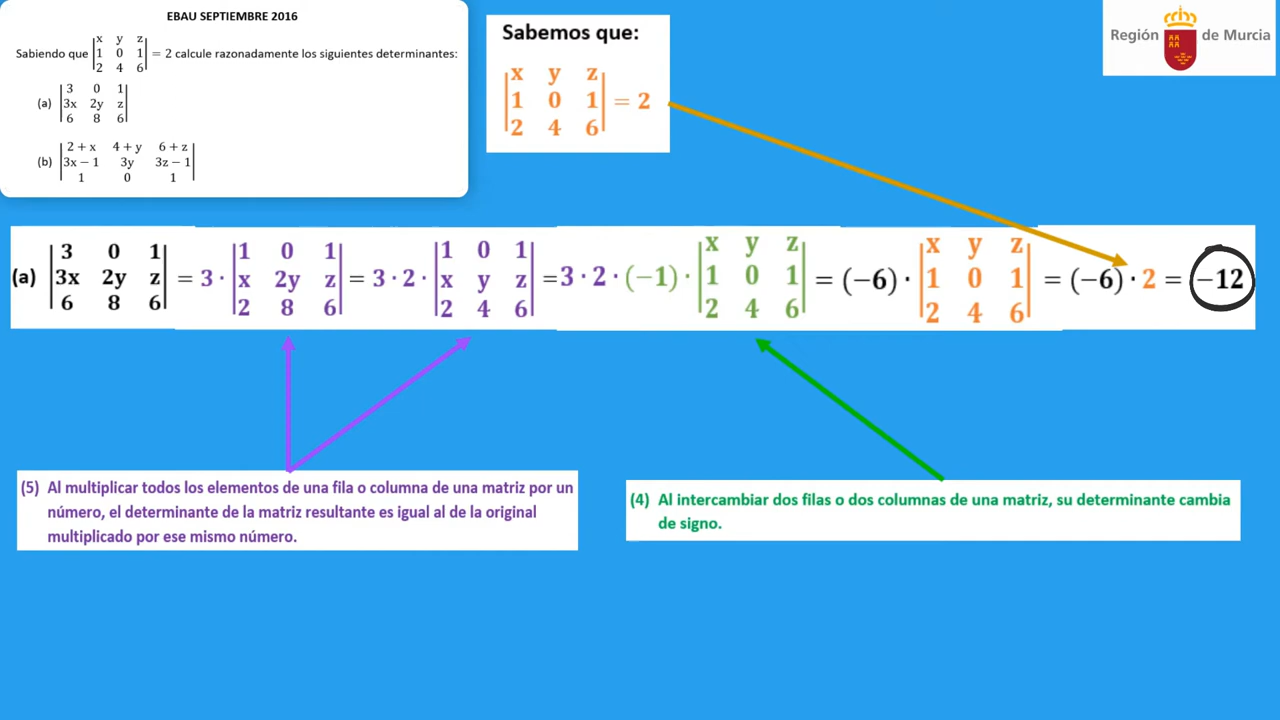 EBAU SEPTIEMBRE 2016
Sabiendo que |x y z; 1 0 1; 2 4 6| = 2 calcule razonadamente los siguientes determinantes:
(a) |3 0 1; 3x 2y z; 6 8 6|
(b) |2 + x 4 + y 6 + z; 3x − 1 3y 3z − 1; 1 0 1|
Sabemos que:
|x y z; 1 0 1; 2 4 6| = 2
Región de Murcia
(a) |3 0 1; 3x 2y z; 6 8 6| = 3 · |1 0 1; x 2y z; 2 8 6| = 3 · 2 · |1 0 1; x y z; 2 4 6| = 3 · 2 · (−1) · |x y z; 1 0 1; 2 4 6| = (−6) · |x y z; 1 0 1; 2 4 6| = (−6) · 2 = −12
(5) Al multiplicar todos los elementos de una fila o columna de una matriz por un
número, el determinante de la matriz resultante es igual al de la original
multiplicado por ese mismo número.
(4) Al intercambiar dos filas o dos columnas de una matriz, su determinante cambia
de signo.